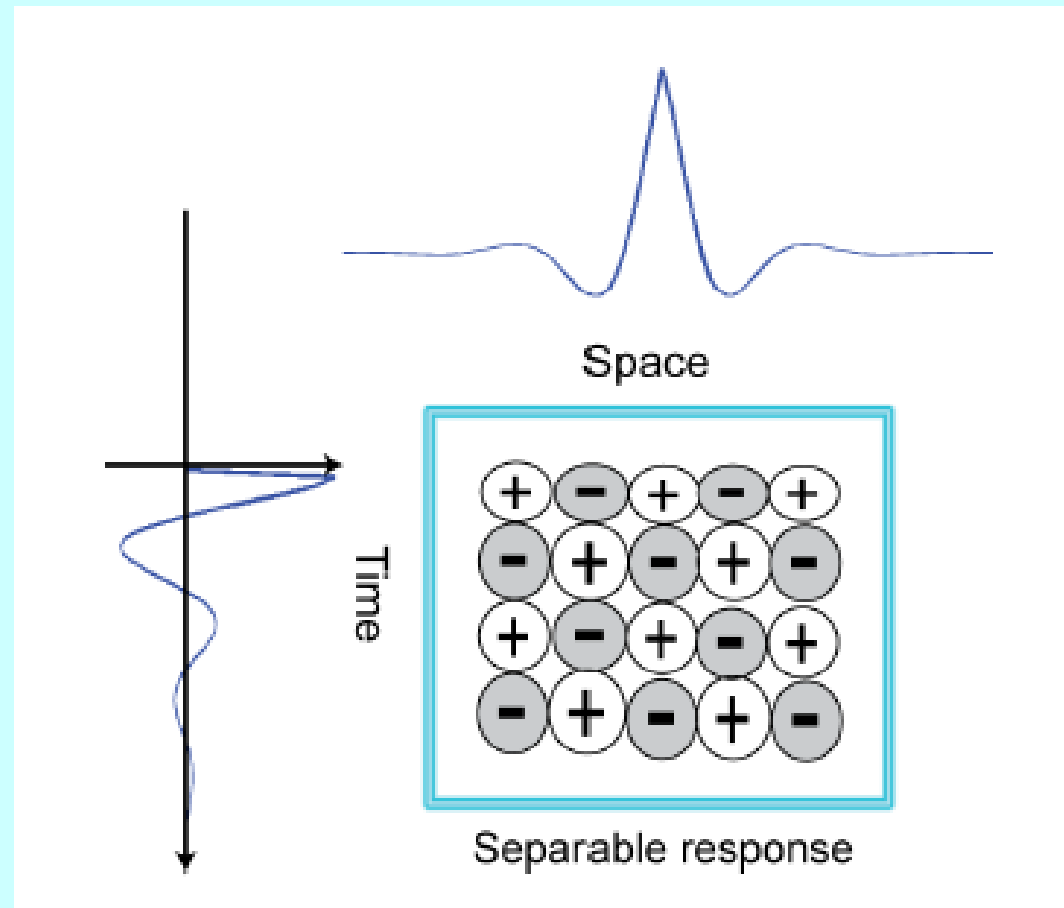 Space
Time
+ - + - +
- + - + -
+ - + - +
- + - + -
Separable response